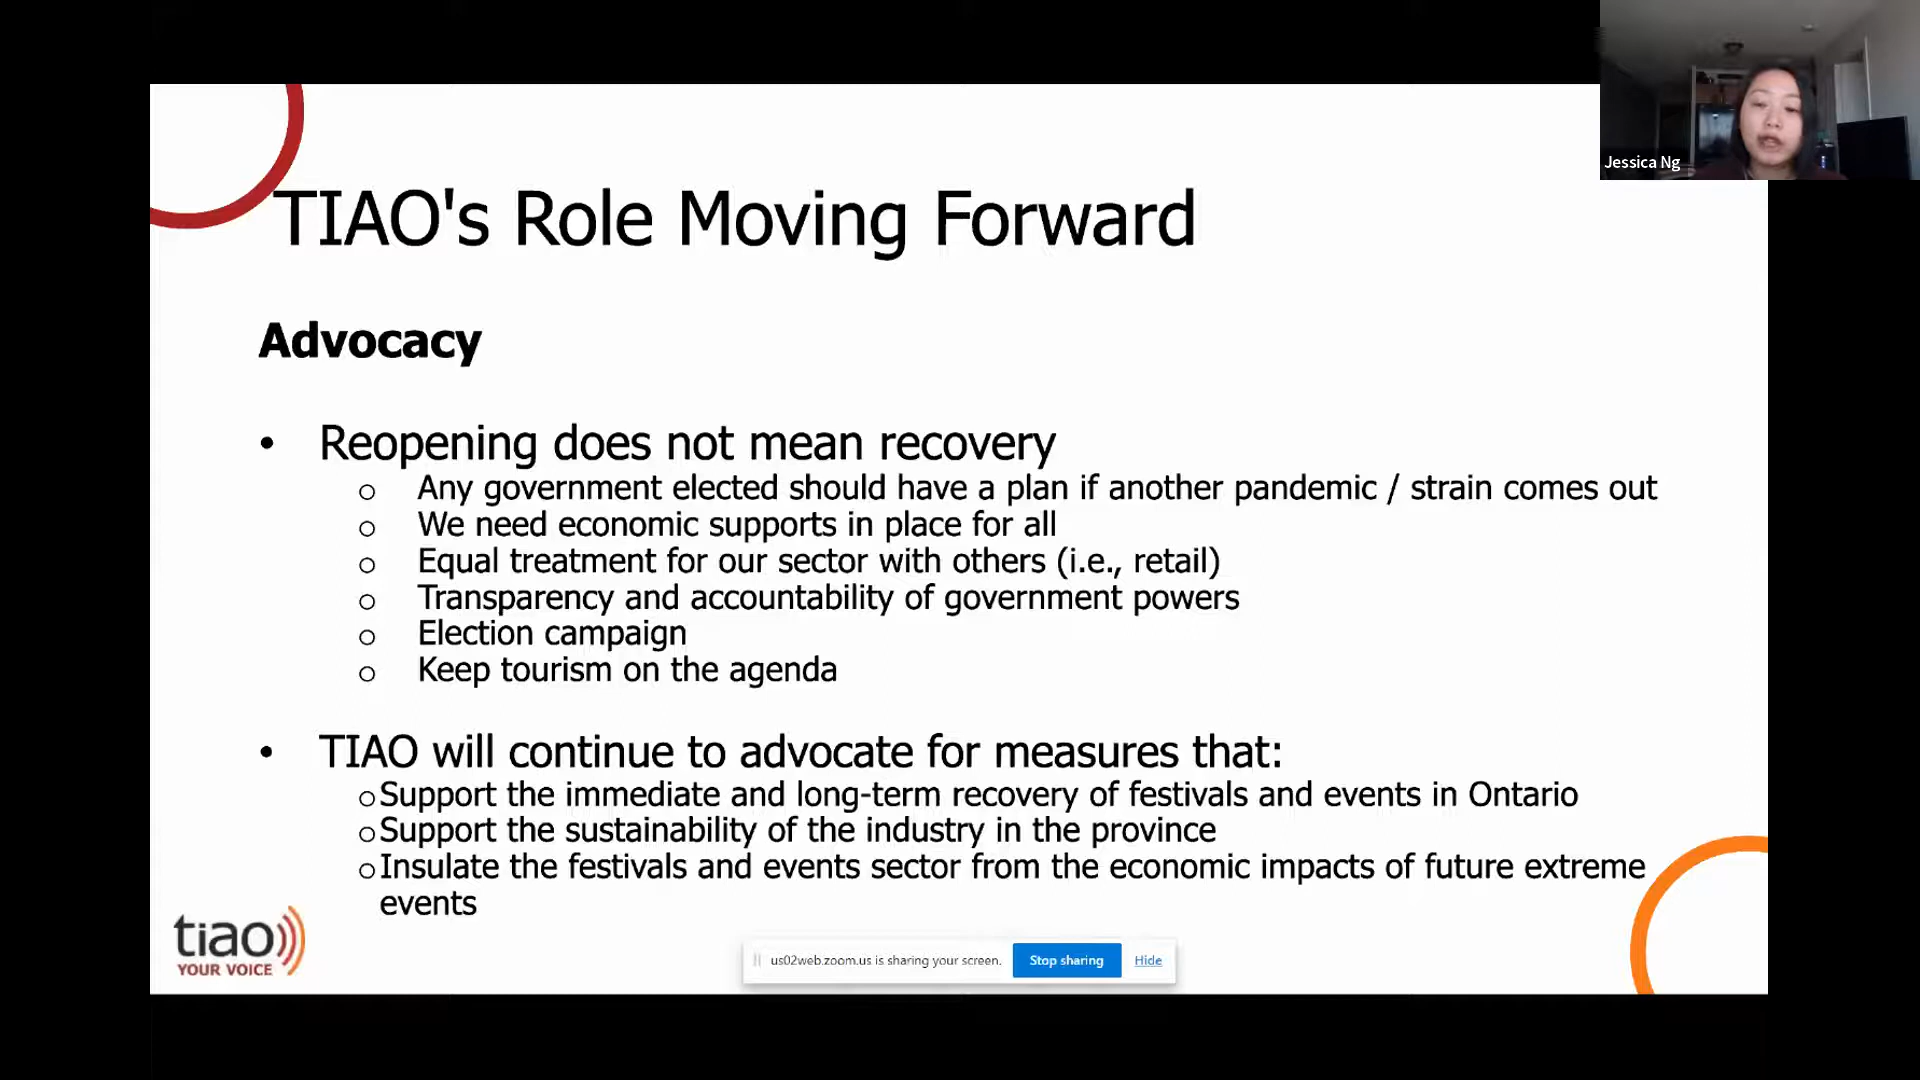 Jessica Ng
TIAO's Role Moving Forward
Advocacy
• Reopening does not mean recovery
o Any government elected should have a plan if another pandemic / strain comes out
o We need economic supports in place for all
o Equal treatment for our sector with others (i.e., retail)
o Transparency and accountability of government powers
o Election campaign
o Keep tourism on the agenda
• TIAO will continue to advocate for measures that:
o Support the immediate and long-term recovery of festivals and events in Ontario
o Support the sustainability of the industry in the province
o Insulate the festivals and events sector from the economic impacts of future extreme
events
tiao
YOUR VOICE
us02web.zoom.us is sharing your screen. Stop sharing Hide